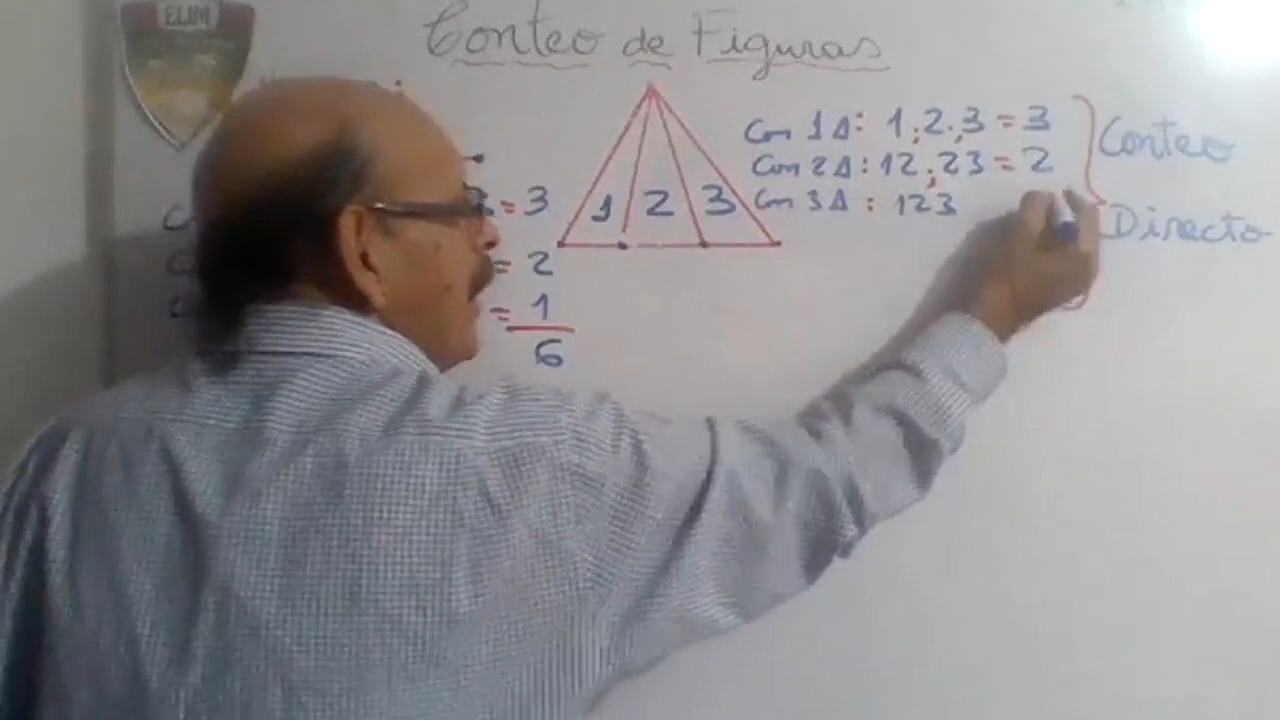 ELIM
Conteo de Figuras
Con 1Δ: 1,2,3 = 3
Con 2Δ: 12;23 = 2
Con 3Δ: 123
Conteo
Directo
1 2 3
= 3
= 2
= 1
6